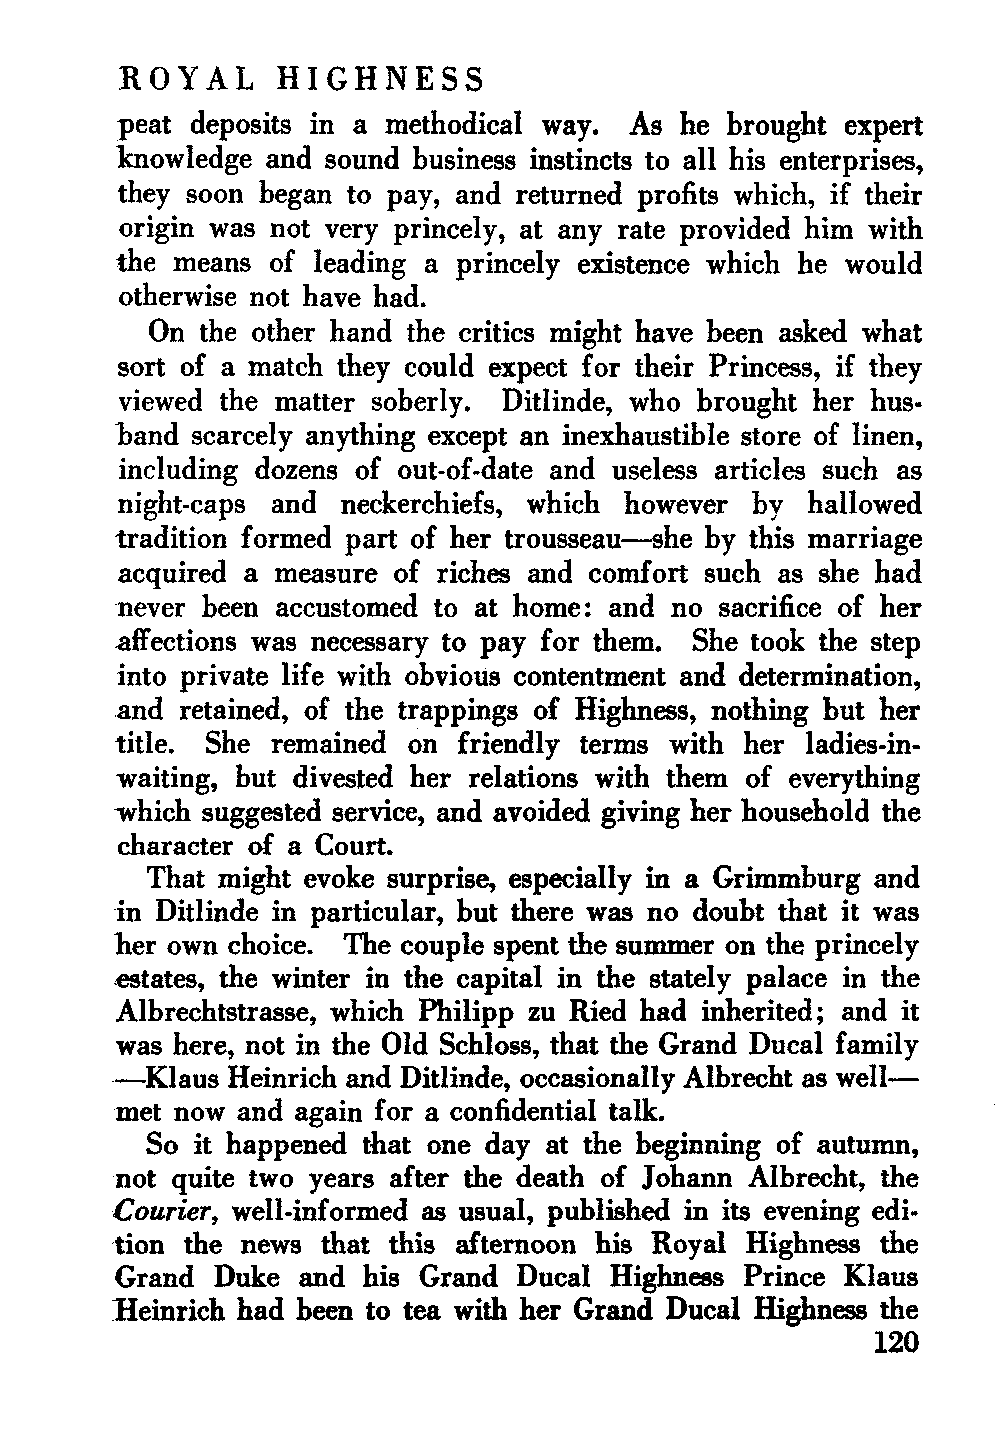 ROYAL HIGHNESS
peat deposits in a methodical way. As he brought expert
knowledge and sound business instincts to all his enterprises,
they soon began to pay, and returned profits which, if their
origin was not very princely, at any rate provided him with
the means of leading a princely existence which he would
otherwise not have had.
On the other hand the critics might have been asked what
sort of a match they could expect for their Princess, if they
viewed the matter soberly. Ditlinde, who brought her hus-
band scarcely anything except an inexhaustible store of linen,
including dozens of out-of-date and useless articles such as
night-caps and neckerchiefs, which however by hallowed
tradition formed part of her trousseau—she by this marriage
acquired a measure of riches and comfort such as she had
never been accustomed to at home: and no sacrifice of her
affections was necessary to pay for them. She took the step
into private life with obvious contentment and determination,
and retained, of the trappings of Highness, nothing but her
title. She remained on friendly terms with her ladies-in-
waiting, but divested her relations with them of everything
which suggested service, and avoided giving her household the
character of a Court.
That might evoke surprise, especially in a Grimmburg and
in Ditlinde in particular, but there was no doubt that it was
her own choice. The couple spent the summer on the princely
estates, the winter in the capital in the stately palace in the
Albrechtstrasse, which Philipp zu Ried had inherited; and it
was here, not in the Old Schloss, that the Grand Ducal family
—Klaus Heinrich and Ditlinde, occasionally Albrecht as well—
met now and again for a confidential talk.
So it happened that one day at the beginning of autumn,
not quite two years after the death of Johann Albrecht, the
Courier, well-informed as usual, published in its evening edi-
tion the news that this afternoon his Royal Highness the
Grand Duke and his Grand Ducal Highness Prince Klaus
Heinrich had been to tea with her Grand Ducal Highness the
120